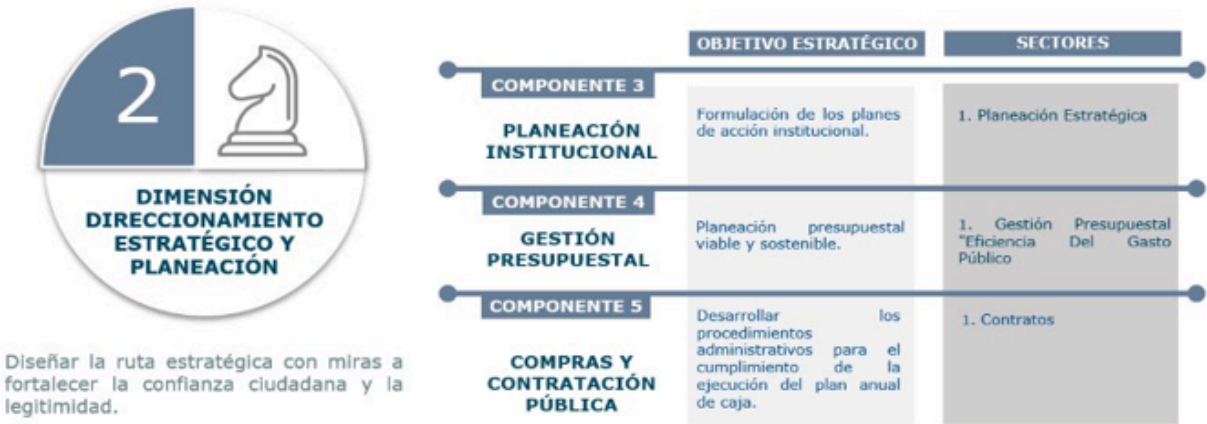 2
DIMENSIÓN
DIRECCIONAMIENTO
ESTRATÉGICO Y
PLANEACIÓN
Diseñar la ruta estratégica con miras a
fortalecer la confianza ciudadana y la
legitimidad.
OBJETIVO ESTRATÉGICO
SECTORES
COMPONENTE 3
PLANEACIÓN
INSTITUCIONAL
Formulación de los planes
de acción institucional.
1. Planeación Estratégica
COMPONENTE 4
GESTIÓN
PRESUPUESTAL
Planeación presupuestal
viable y sostenible.
1. Gestión Presupuestal
"Eficiencia Del Gasto
Público
COMPONENTE 5
COMPRAS Y
CONTRATACIÓN
PÚBLICA
Desarrollar los
procedimientos
administrativos para el
cumplimiento de la
ejecución del plan anual
de caja.
1. Contratos